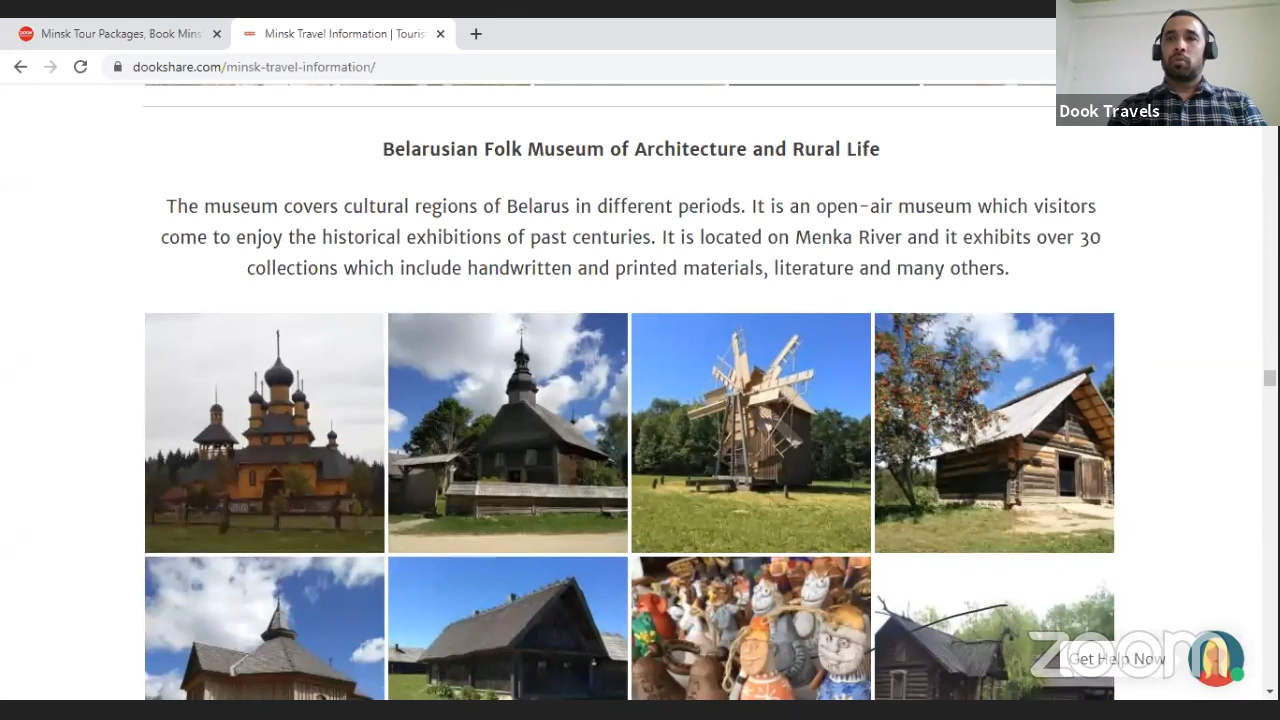 Minsk Tour Packages, Book Mins
Minsk Travel Information | Touris
dookshare.com/minsk-travel-information/
Dook Travels
Belarusian Folk Museum of Architecture and Rural Life
The museum covers cultural regions of Belarus in different periods. It is an open-air museum which visitors
come to enjoy the historical exhibitions of past centuries. It is located on Menka River and it exhibits over 30
collections which include handwritten and printed materials, literature and many others.
zoom
Get Help Now